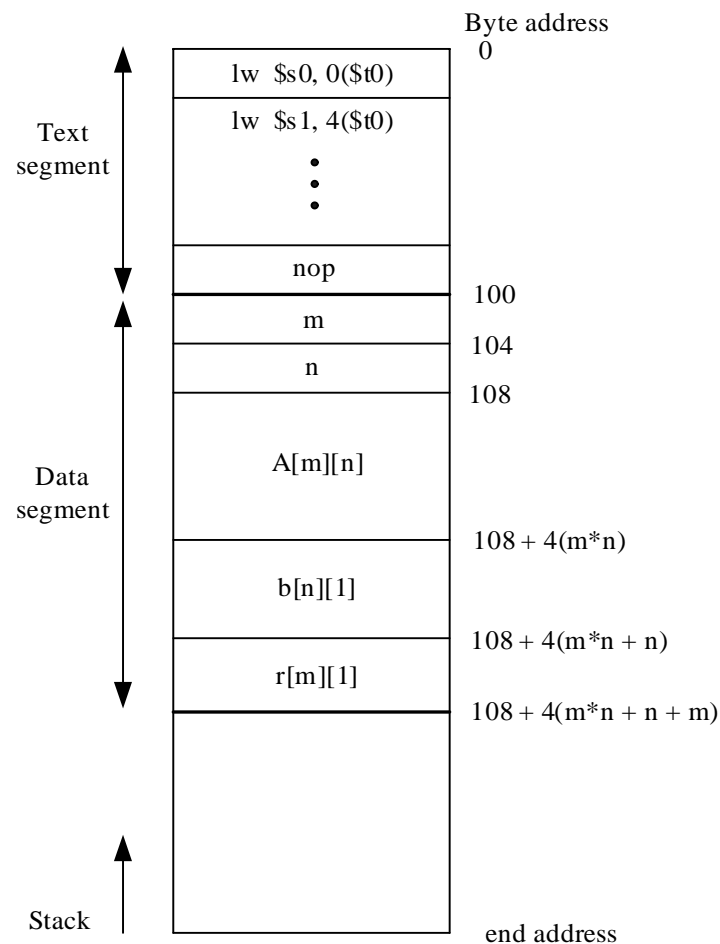 Byte address
0
lw $s0, 0($t0)
lw $s1, 4($t0)
Text
segment
nop
100
m
104
n
108
A[m][n]
Data
segment
108 + 4(m*n)
b[n][1]
108 + 4(m*n + n)
r[m][1]
108 + 4(m*n + n + m)
Stack
end address